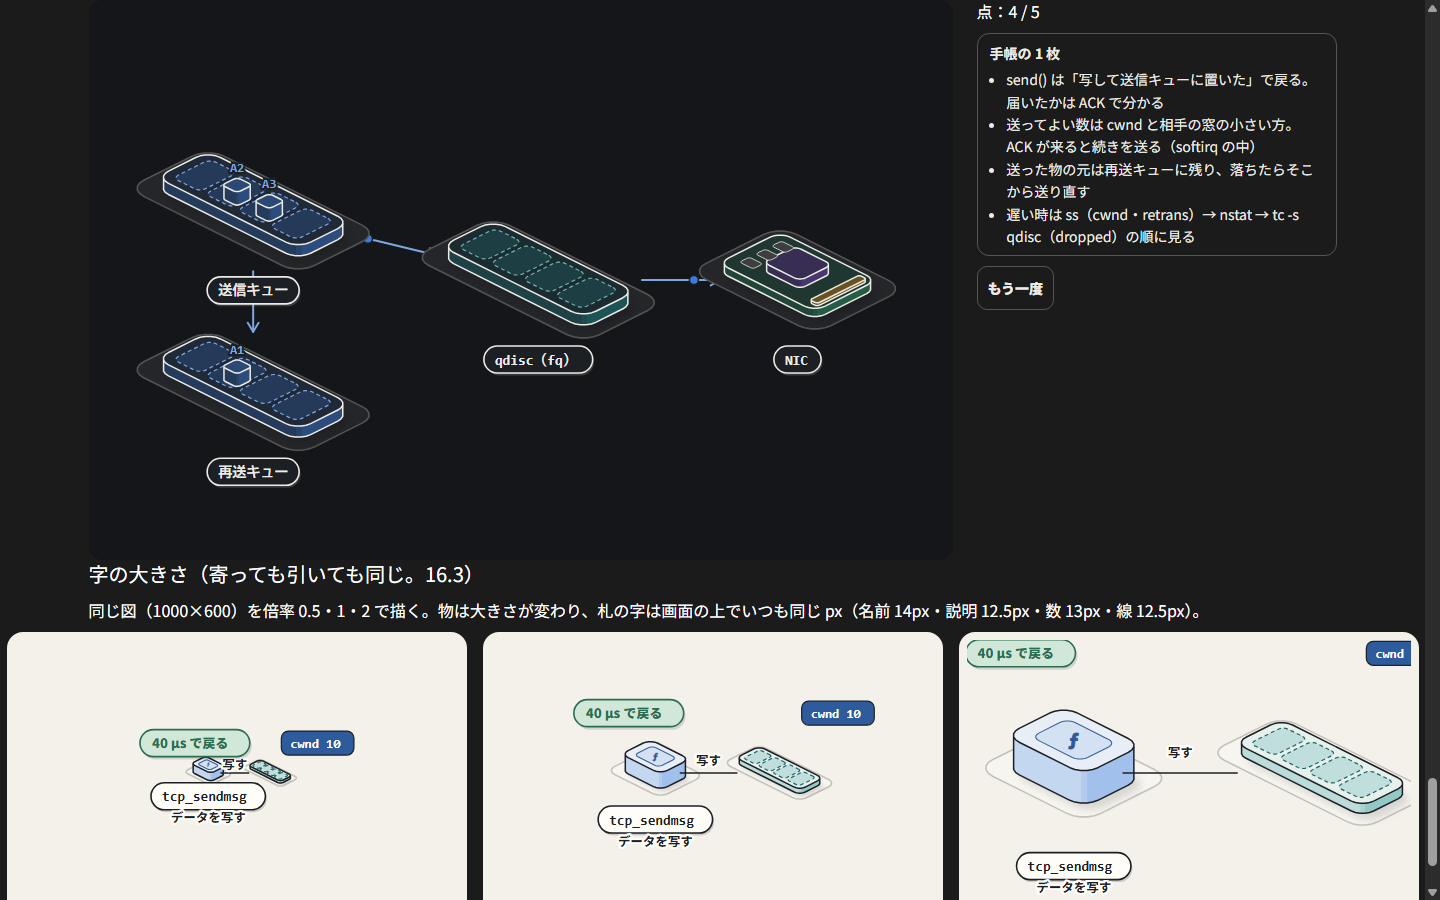 点：4 / 5
手帳の 1 枚
send() は「写して送信キューに置いた」で戻る。
届いたかは ACK で分かる
送ってよい数は cwnd と相手の窓の小さい方。
ACK が来ると続きを送る（softirq の中）
送った物の元は再送キューに残り、落ちたらそこ
から送り直す
遅い時は ss（cwnd・retrans）→ nstat → tc -s
qdisc（dropped）の順に見る
もう一度
A2
A3
送信キュー
qdisc（fq）
NIC
A1
再送キュー
字の大きさ（寄っても引いても同じ。16.3）
同じ図（1000×600）を倍率 0.5・1・2 で描く。物は大きさが変わり、札の字は画面の上でいつも同じ px（名前 14px・説明 12.5px・数 13px・線 12.5px）。
40 µs で戻る
cwnd 10
写す
tcp_sendmsg
データを写す
40 µs で戻る
cwnd 10
写す
tcp_sendmsg
データを写す
40 µs で戻る
cwnd
写す
tcp_sendmsg
データを写す